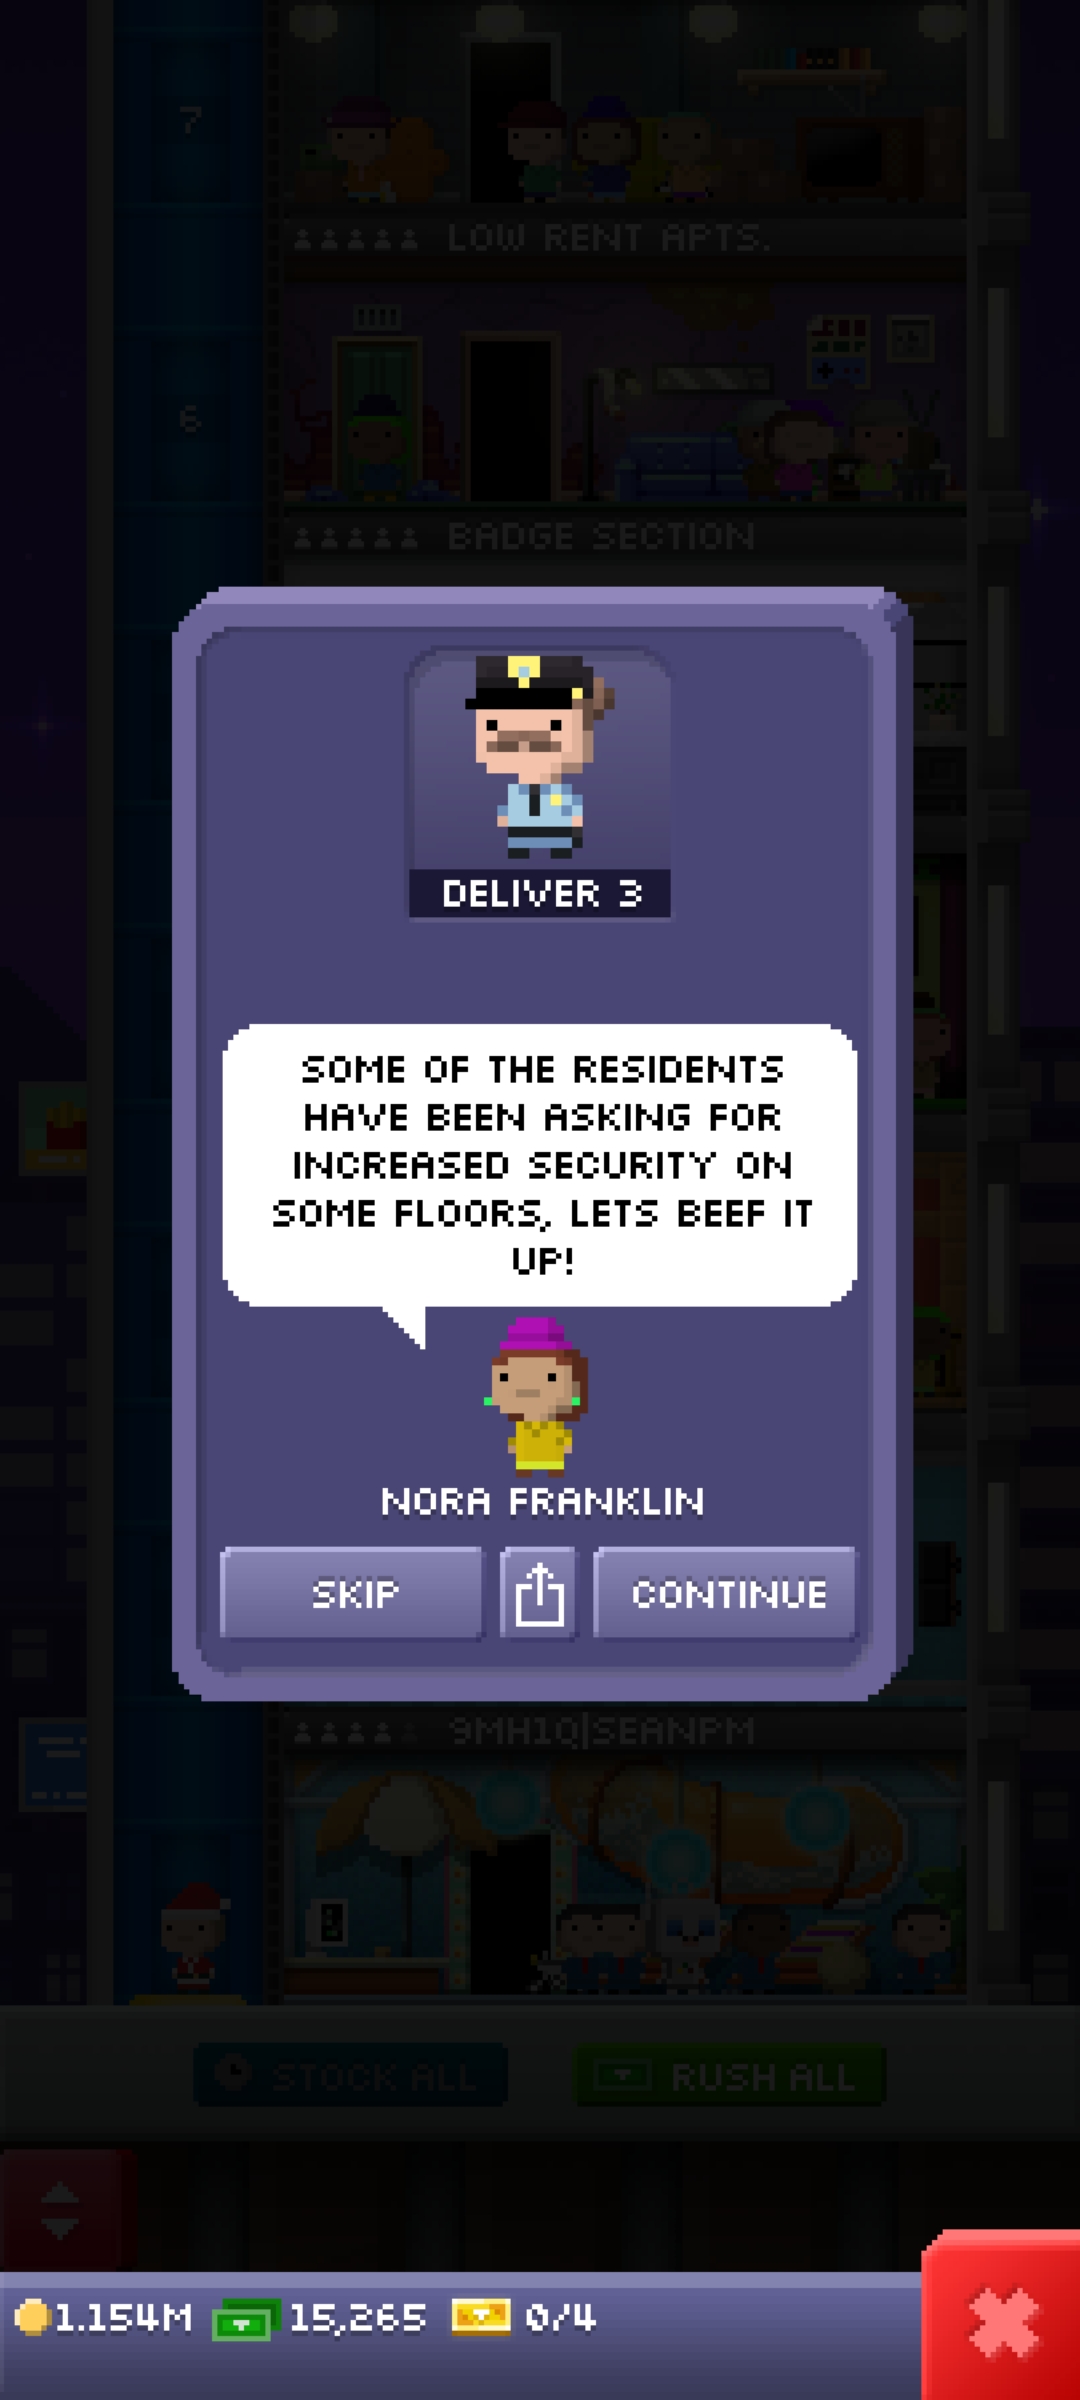 7
LOW RENT APTS.
6
BADGE SECTION
DELIVER 3
SOME OF THE RESIDENTS
HAVE BEEN ASKING FOR
INCREASED SECURITY ON
SOME FLOORS, LETS BEEF IT
UP!
NORA FRANKLIN
SKIP
CONTINUE
9MH1Q|SEANPM
STOCK ALL
RUSH ALL
1.154M
15,265
0/4